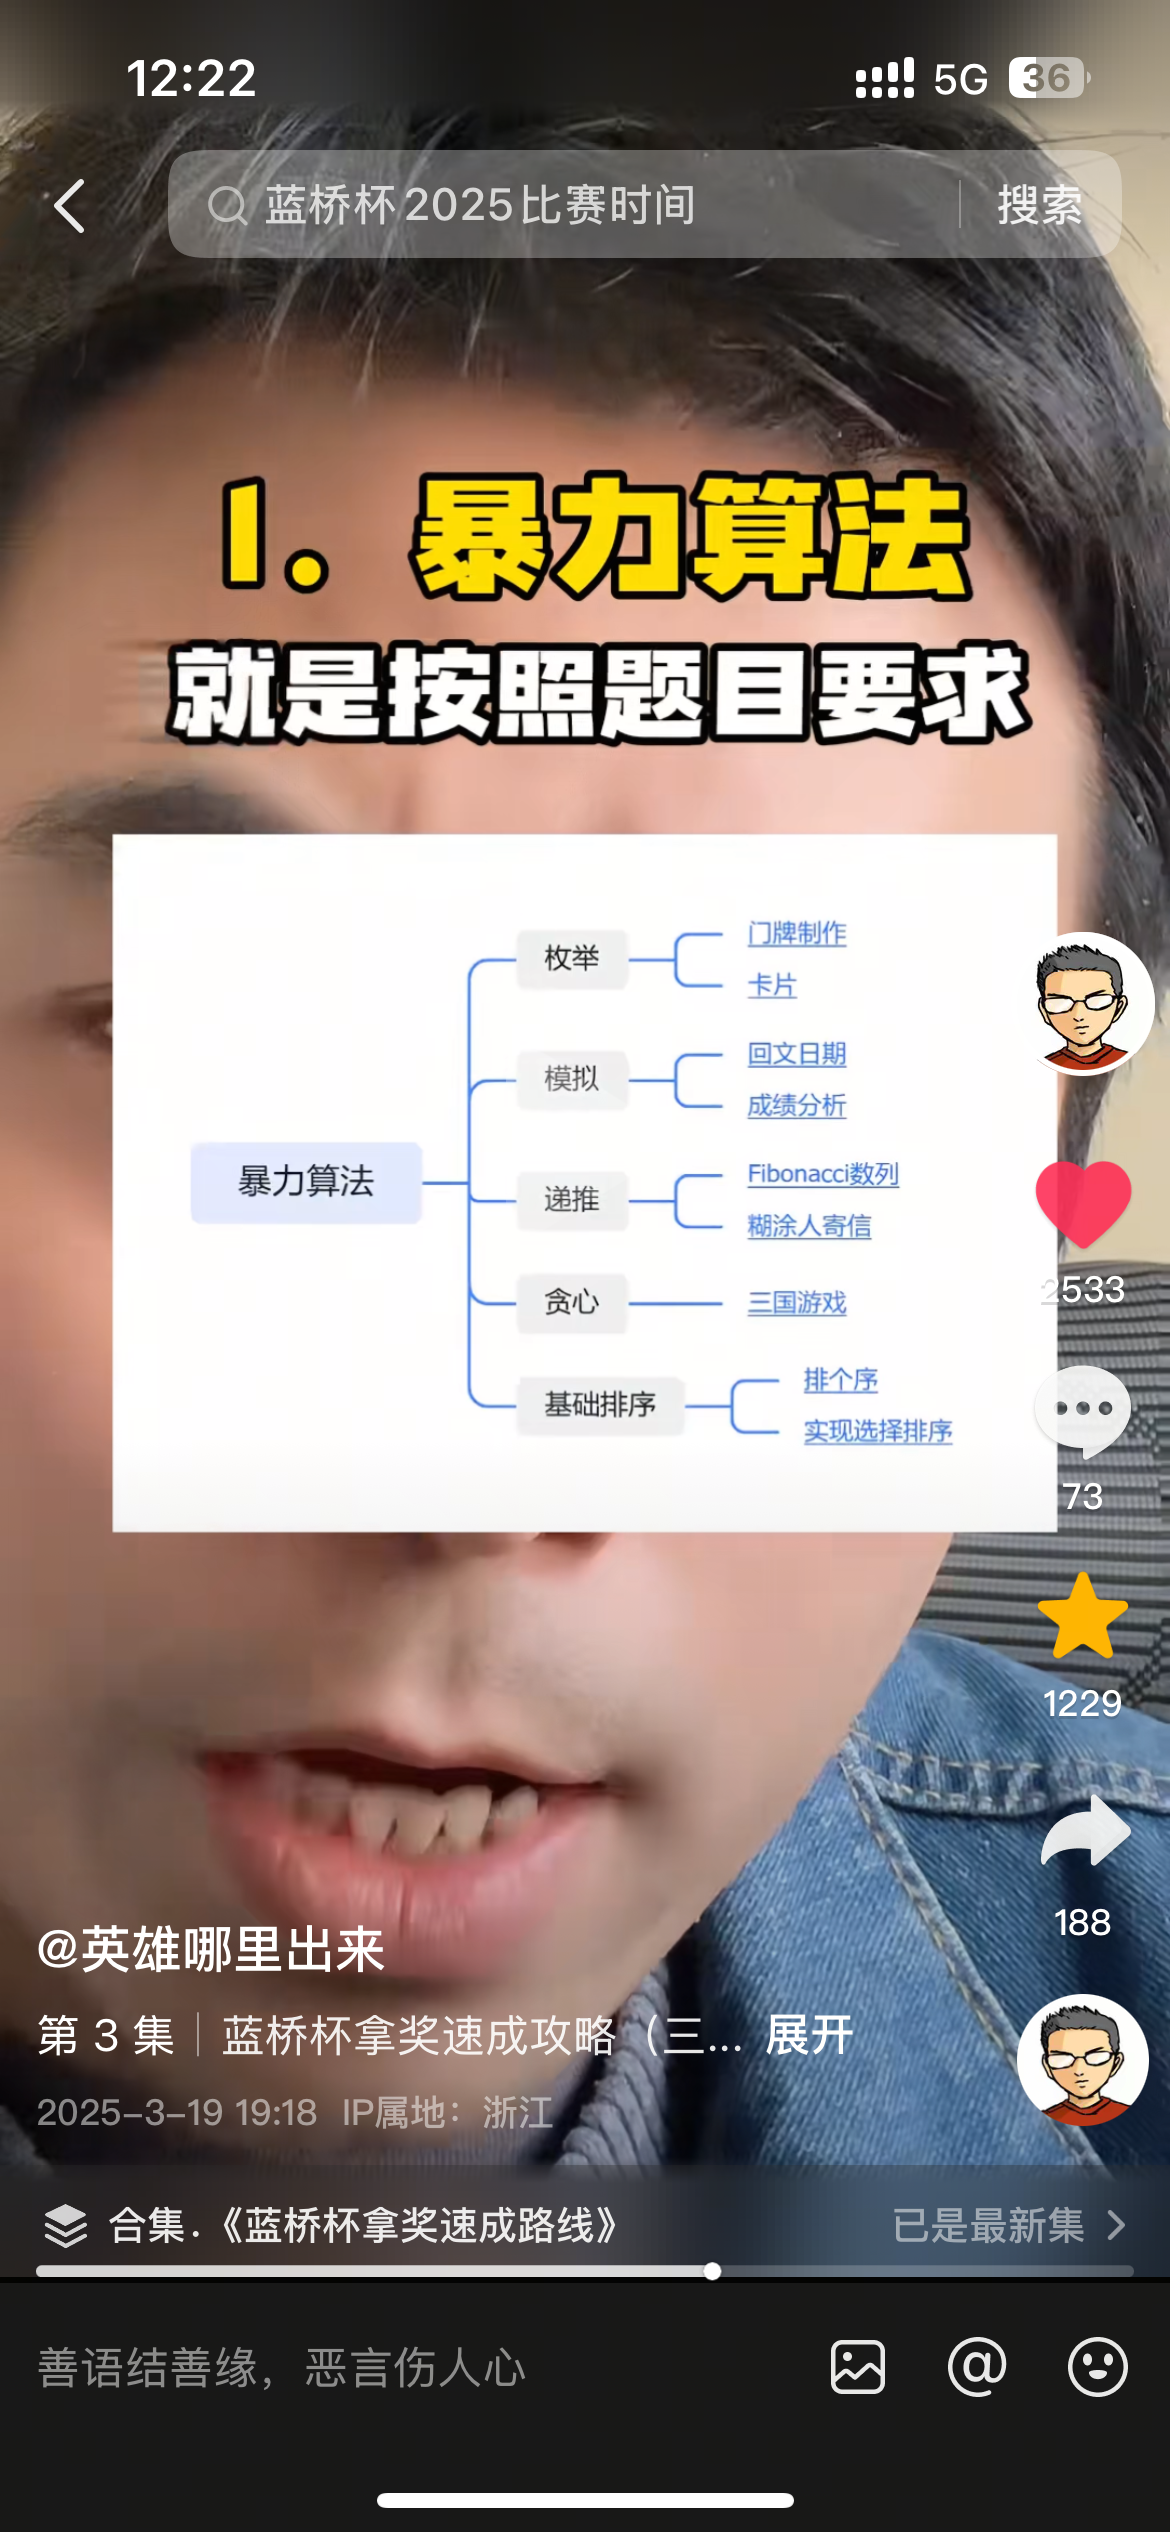 12:22
5G
36
蓝桥杯2025比赛时间
搜索
1。暴力算法
就是按照题目要求
枚举
门牌制作
卡片
模拟
回文日期
成绩分析
暴力算法
递推
Fibonacci数列
糊涂人寄信
贪心
三国游戏
基础排序
排个序
实现选择排序
2533
73
1229
188
@英雄哪里出来
第 3 集｜蓝桥杯拿奖速成攻略（三... 展开
2025-3-19 19:18 IP属地：浙江
合集.《蓝桥杯拿奖速成路线》
已是最新集
善语结善缘，恶言伤人心